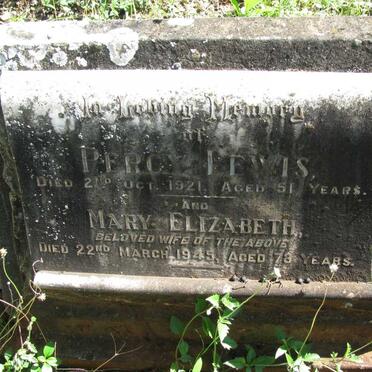 In Loving Memory
of
PERCY LEWIS
DIED 21ST OCT. 1921. AGED 51 YEARS.
AND
MARY ELIZABETH,
BELOVED WIFE OF THE ABOVE
DIED 22ND MARCH 1945, AGED 73 YEARS.